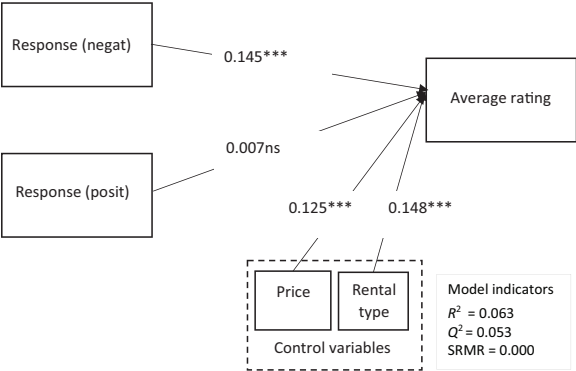 Response (negat)
0.145***
Average rating
0.007ns
Response (posit)
0.125***
0.148***
Price
Rental
type
Control variables
Model indicators
R² = 0.063
Q² = 0.053
SRMR = 0.000